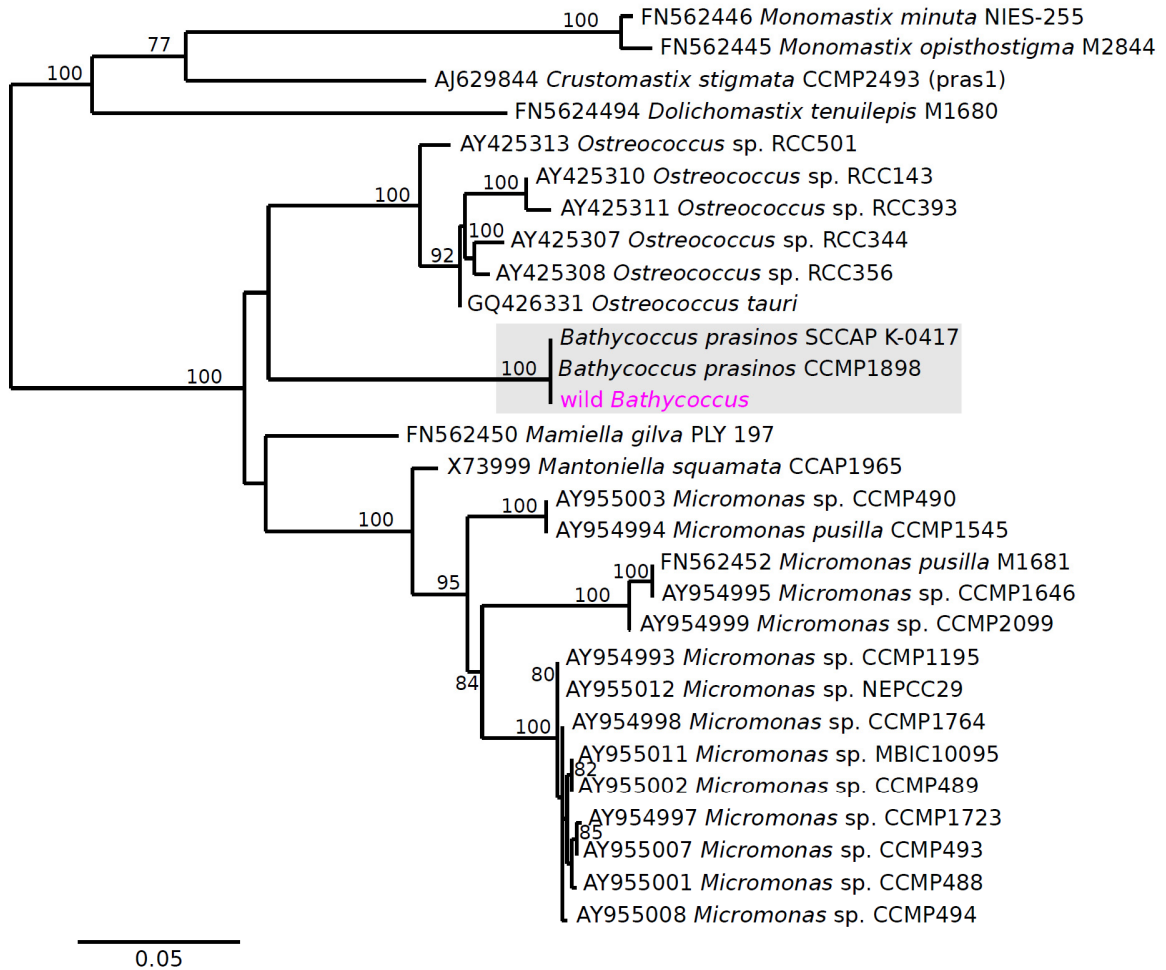 100
FN562446 Monomastix minuta NIES-255
77
FN562445 Monomastix opisthostigma M2844
100
AJ629844 Crustomastix stigmata CCMP2493 (pras1)
FN5624494 Dolichomastix tenuilepis M1680
AY425313 Ostreococcus sp. RCC501
100
100
AY425310 Ostreococcus sp. RCC143
AY425311 Ostreococcus sp. RCC393
100
AY425307 Ostreococcus sp. RCC344
92
AY425308 Ostreococcus sp. RCC356
GQ426331 Ostreococcus tauri
Bathycoccus prasinos SCCAP K-0417
100
100
Bathycoccus prasinos CCMP1898
wild Bathycoccus
FN562450 Mamiella gilva PLY 197
X73999 Mantoniella squamata CCAP1965
100
100
AY955003 Micromonas sp. CCMP490
AY954994 Micromonas pusilla CCMP1545
95
100
100
FN562452 Micromonas pusilla M1681
AY954995 Micromonas sp. CCMP1646
AY954999 Micromonas sp. CCMP2099
84
80
AY954993 Micromonas sp. CCMP1195
AY955012 Micromonas sp. NEPCC29
100
AY954998 Micromonas sp. CCMP1764
AY955011 Micromonas sp. MBIC10095
82
AY955002 Micromonas sp. CCMP489
AY954997 Micromonas sp. CCMP1723
85
AY955007 Micromonas sp. CCMP493
AY955001 Micromonas sp. CCMP488
AY955008 Micromonas sp. CCMP494
0.05